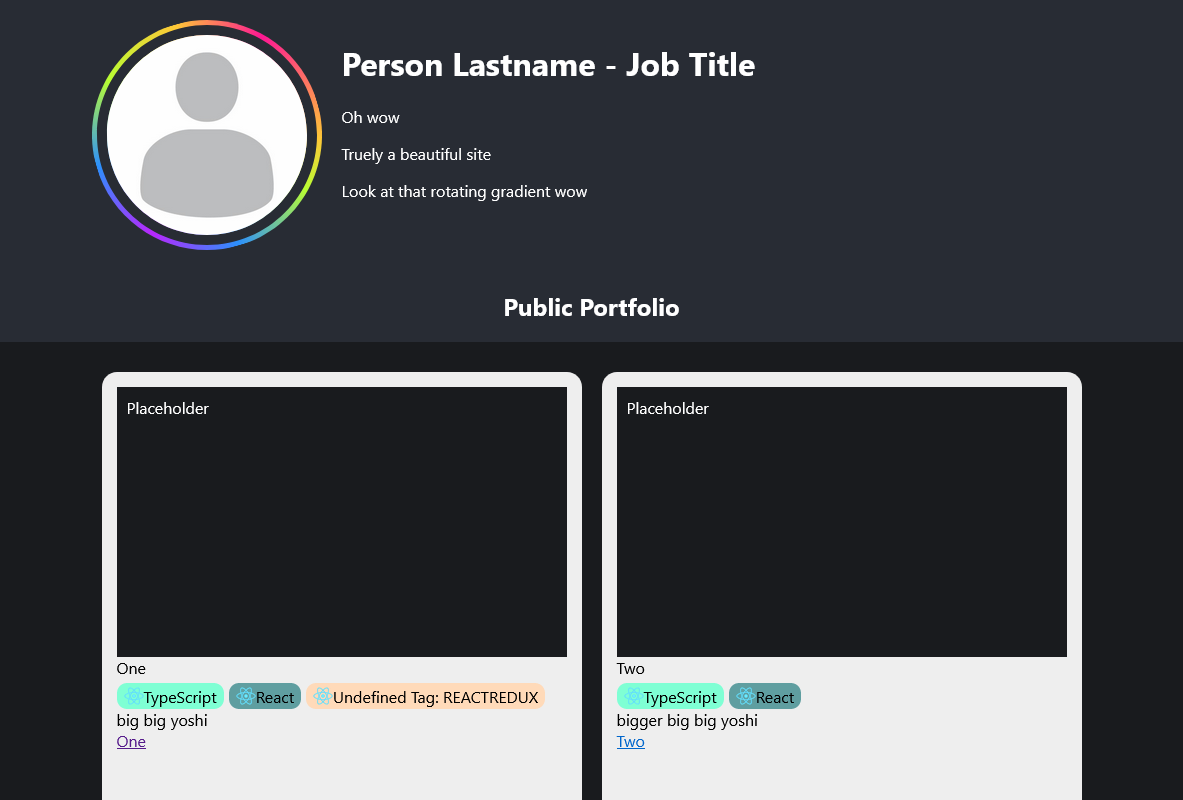 Person Lastname - Job Title
Oh wow
Truely a beautiful site
Look at that rotating gradient wow
Public Portfolio
Placeholder
One
TypeScript React Undefined Tag: REACTREDUX
big big yoshi
One
Placeholder
Two
TypeScript React
bigger big big yoshi
Two